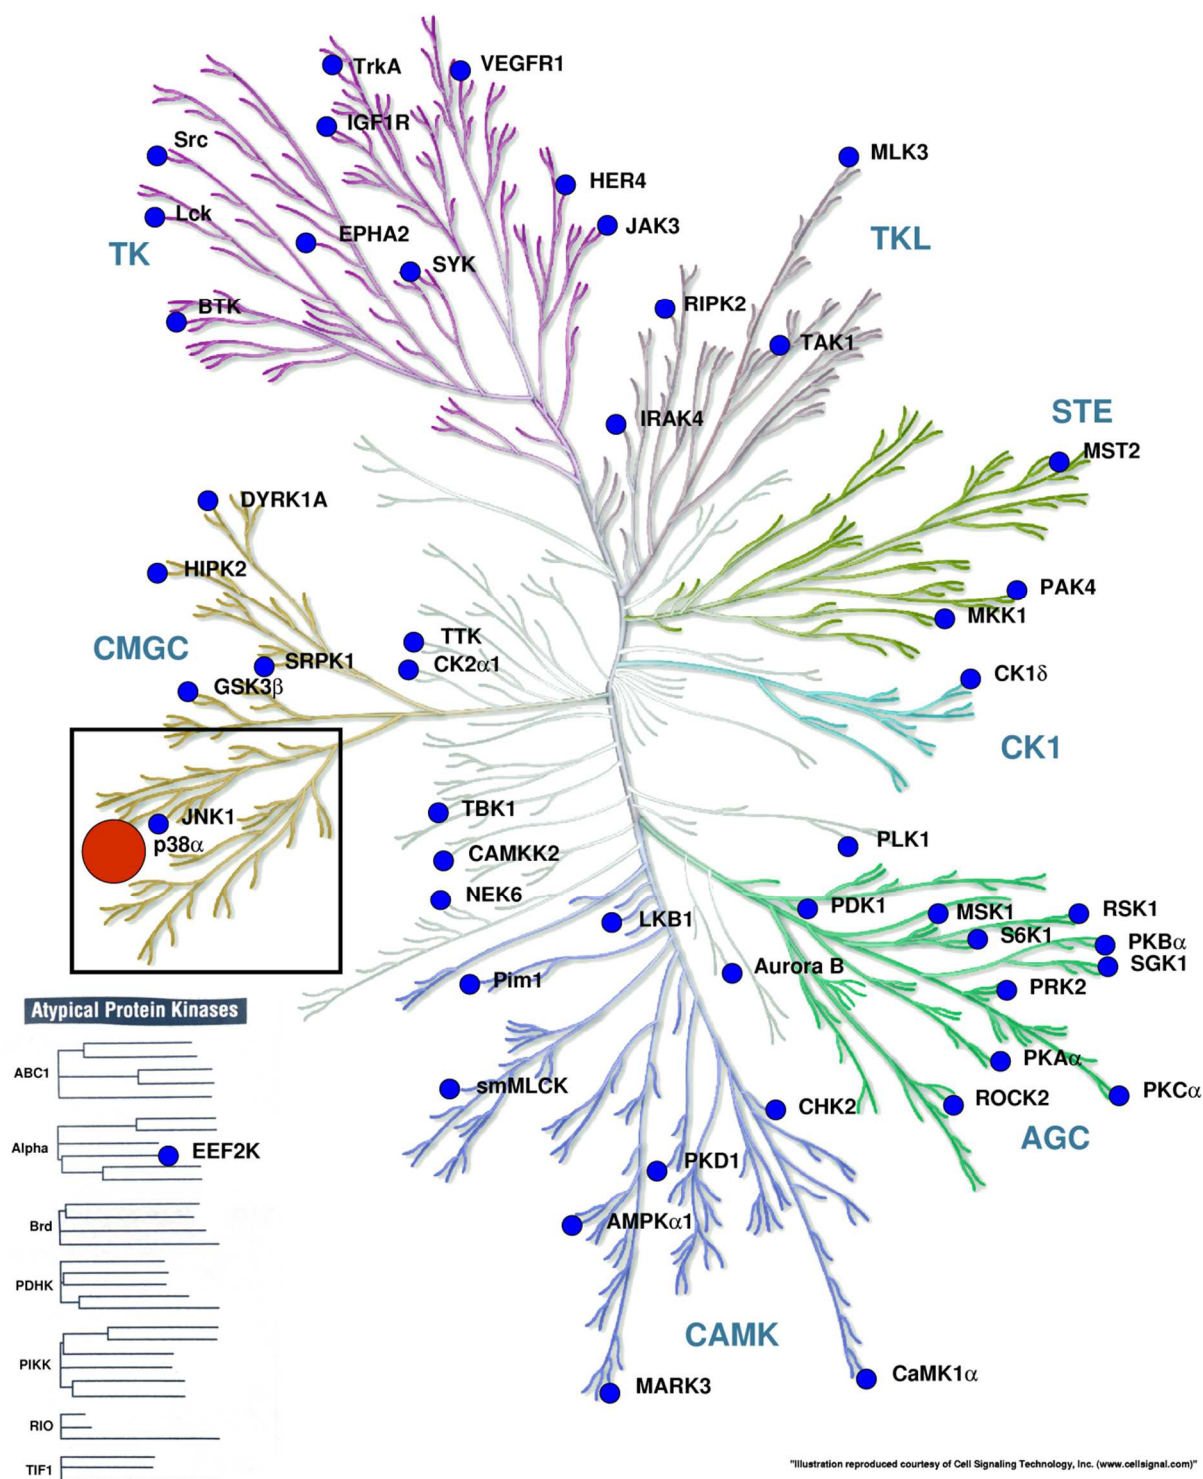 TrkA
VEGFR1
IGF1R
Src
MLK3
HER4
Lck
JAK3
EPHA2
TKL
TK
SYK
BTK
RIPK2
TAK1
STE
IRAK4
MST2
DYRK1A
HIPK2
PAK4
MKK1
TTK
CMGC
SRPK1
CK2α1
CK1δ
GSK3β
CK1
TBK1
JNK1
p38α
PLK1
CAMKK2
NEK6
PDK1
MSK1
RSK1
LKB1
S6K1
PKBα
SGK1
Aurora B
Pim1
PRK2
Atypical Protein Kinases
PKAα
ABC1
smMLCK
PKCα
CHK2
ROCK2
AGC
Alpha
EEF2K
PKD1
AMPKα1
Brd
PDHK
CAMK
PIKK
CaMK1α
MARK3
RIO
TIF1
"Illustration reproduced courtesy of Cell Signaling Technology, Inc. (www.cellsignal.com)"